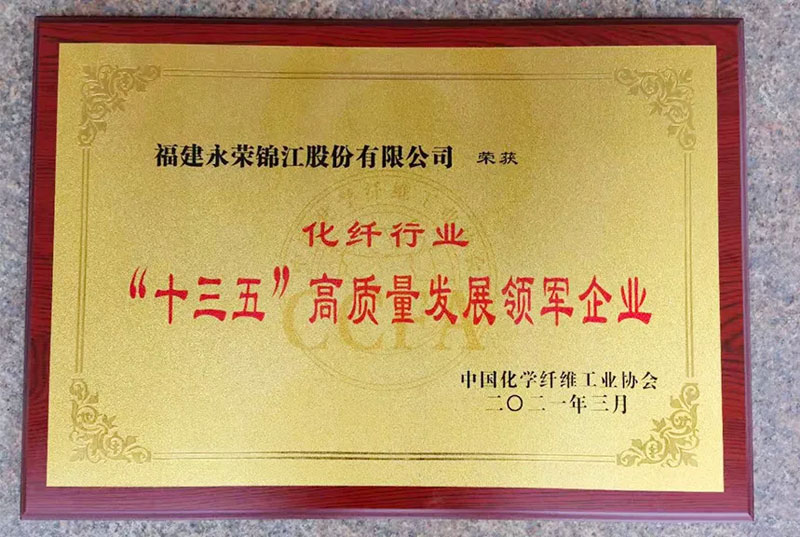 福建永荣锦江股份有限公司 荣获
化纤行业
“十三五”高质量发展领军企业
CCFA
中国化学纤维工业协会
二〇二一年三月